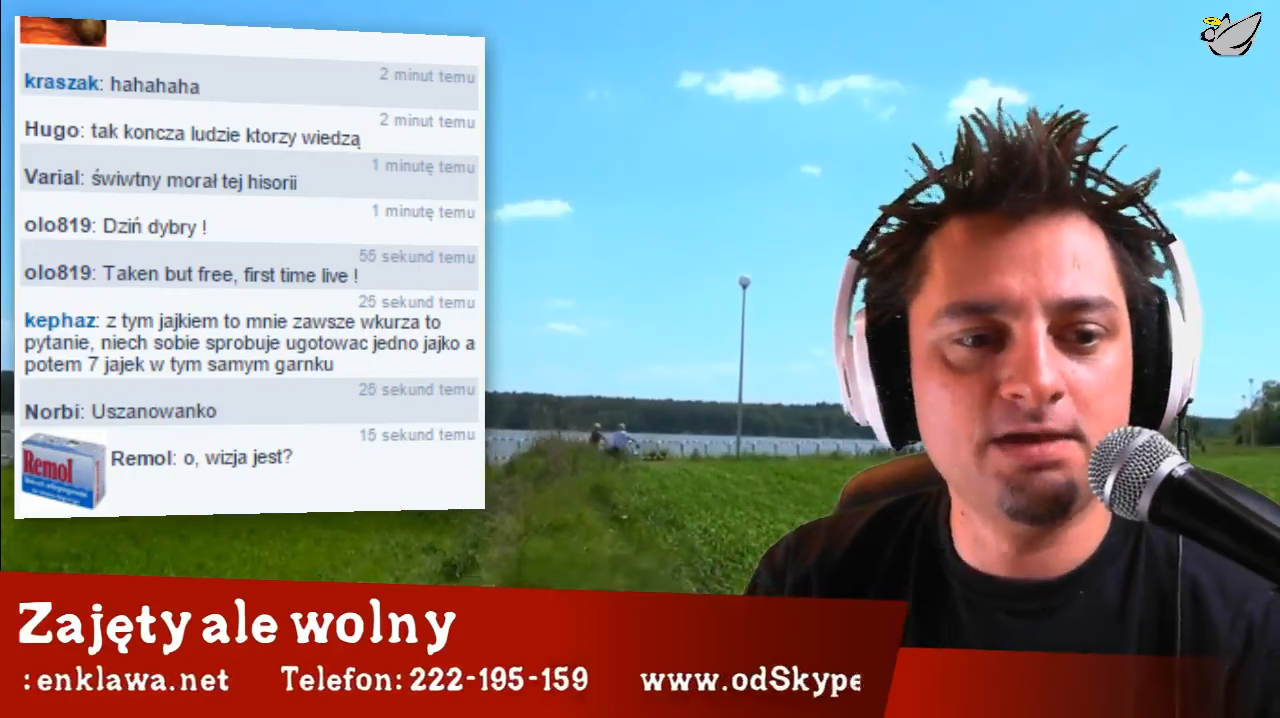 2 minut temu
kraszak: hahahaha
2 minut temu
Hugo: tak koncza ludzie ktorzy wiedzą
1 minutę temu
Varial: świwtny morał tej hisorii
1 minutę temu
olo819: Dziń dybry !
55 sekund temu
olo819: Taken but free, first time live !
25 sekund temu
kephaz: z tym jajkiem to mnie zawsze wkurza to
pytanie, niech sobie sprobuje ugotowac jedno jajko a
potem 7 jajek w tym samym garnku
25 sekund temu
Norbi: Uszanowanko
15 sekund temu
Remol
Remol: o, wizja jest?
Zajęty ale wolny
:enklawa.net Telefon: 222-195-159 www.odSkype